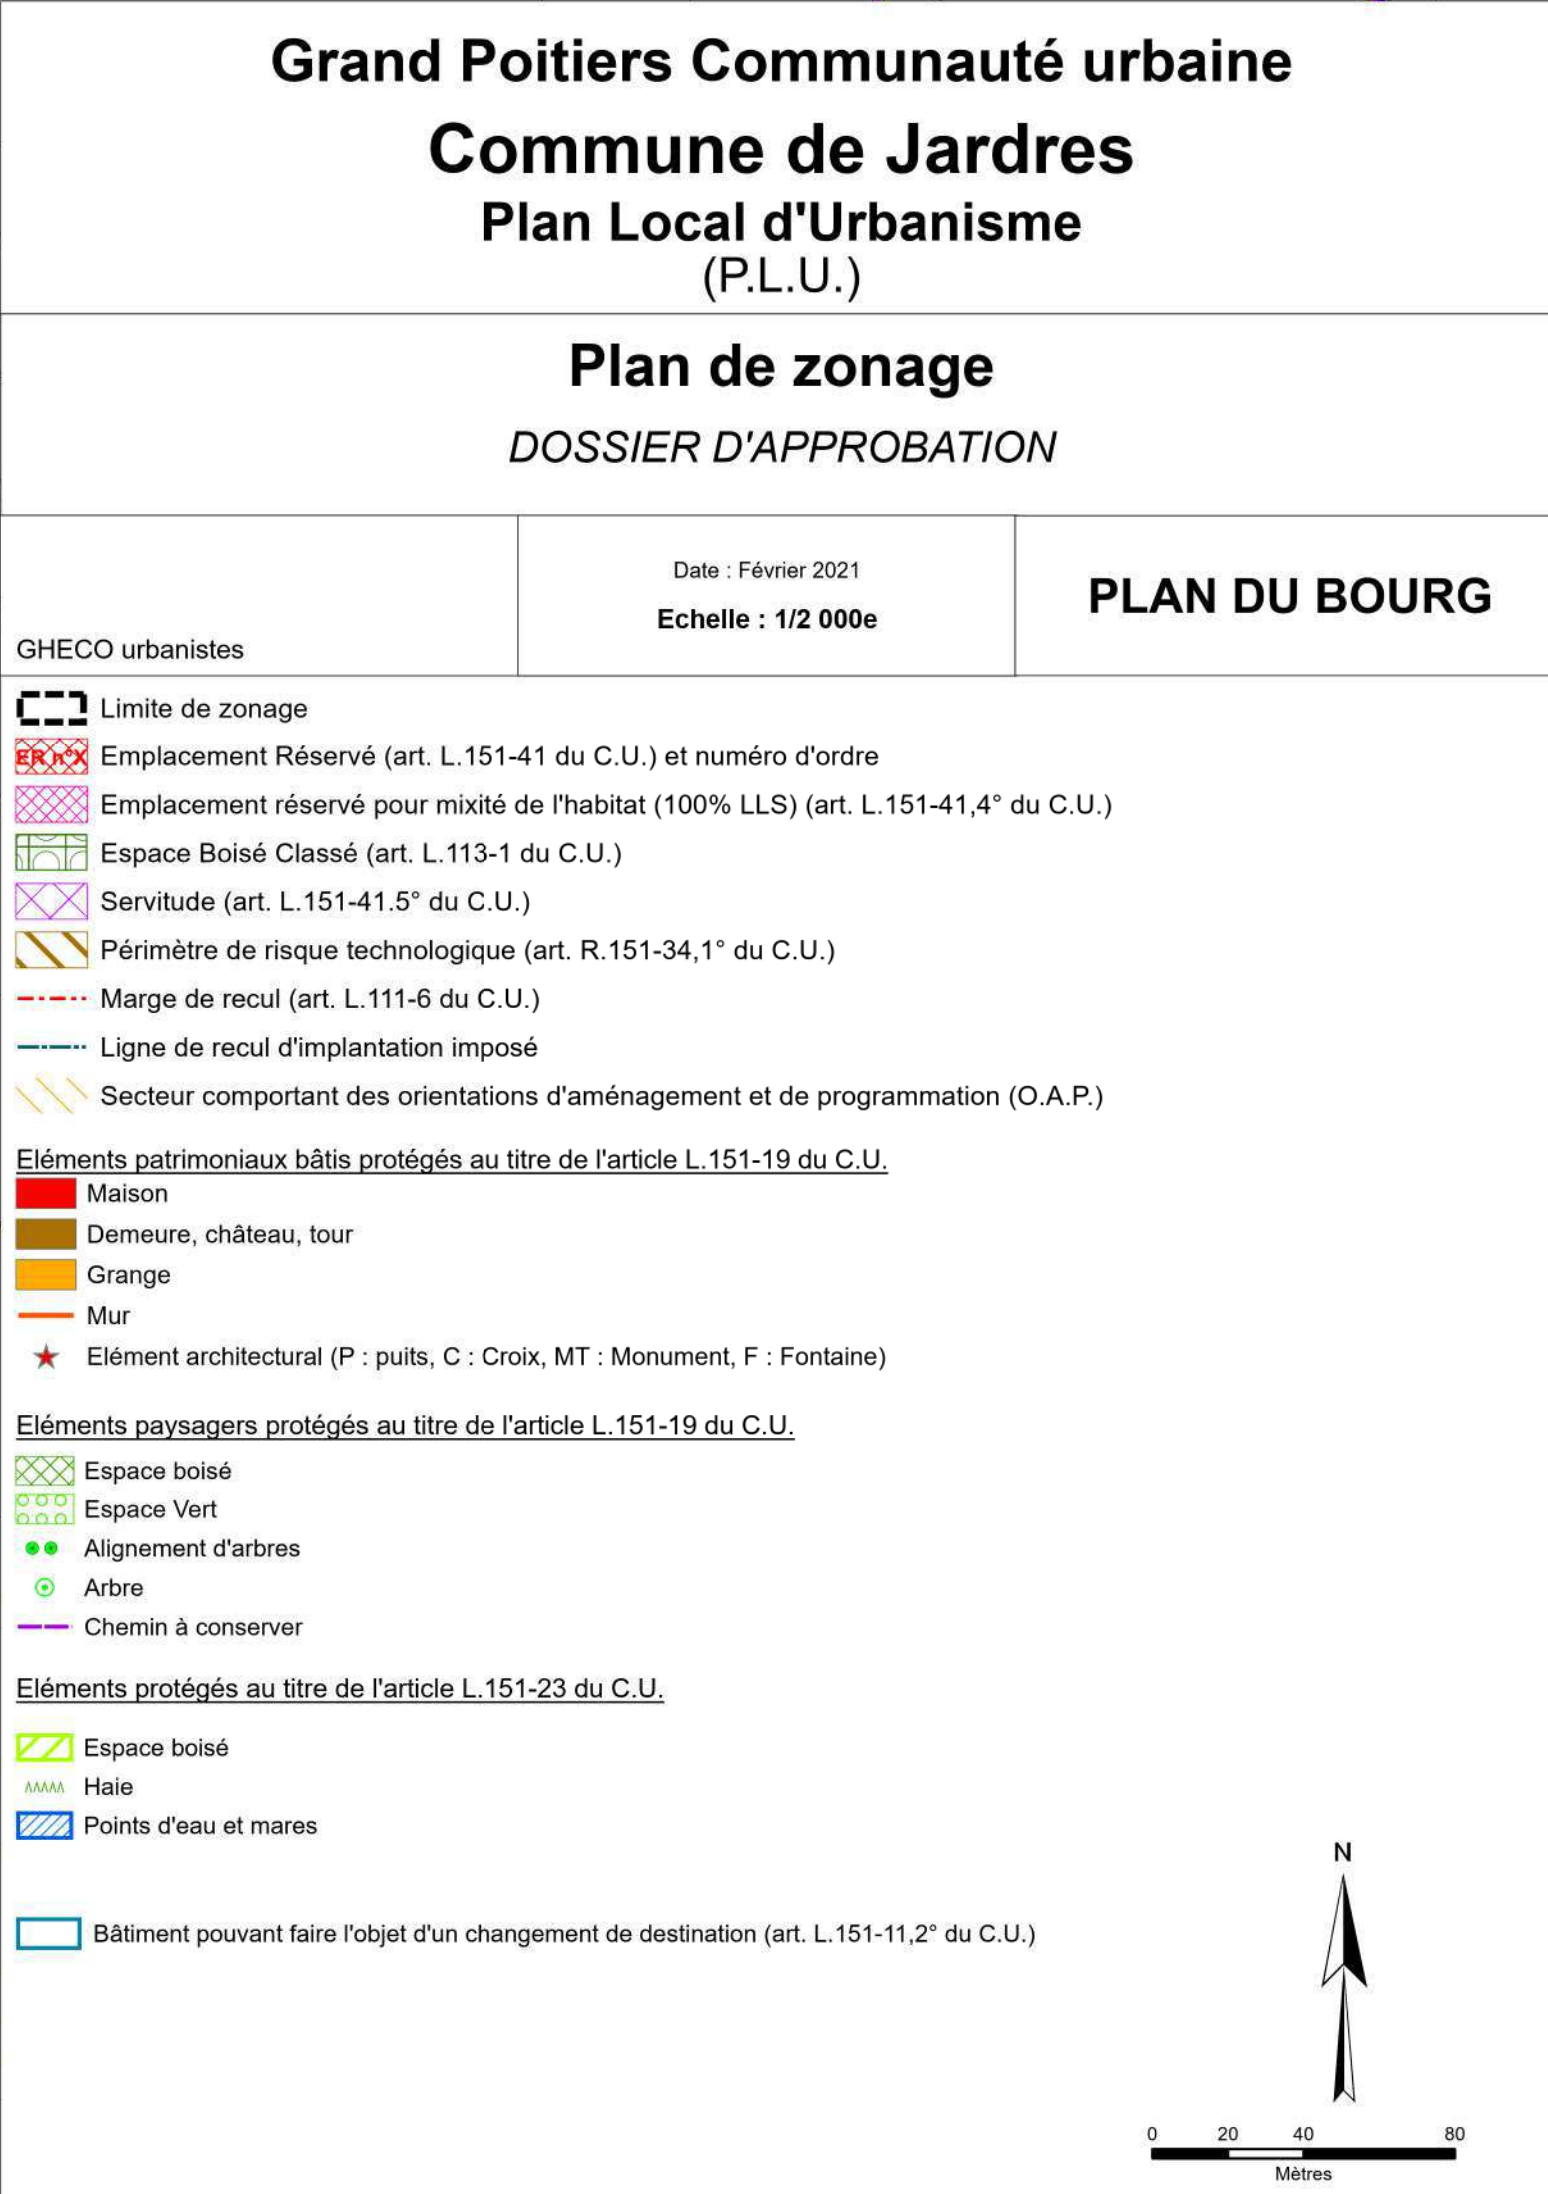 Grand Poitiers Communauté urbaine
Commune de Jardres
Plan Local d'Urbanisme
(P.L.U.)
Plan de zonage
DOSSIER D'APPROBATION
GHECO urbanistes
Date : Février 2021
Echelle : 1/2 000e
PLAN DU BOURG
Limite de zonage
ER n°X Emplacement Réservé (art. L.151-41 du C.U.) et numéro d'ordre
Emplacement réservé pour mixité de l'habitat (100% LLS) (art. L.151-41,4° du C.U.)
Espace Boisé Classé (art. L.113-1 du C.U.)
Servitude (art. L.151-41.5° du C.U.)
Périmètre de risque technologique (art. R.151-34,1° du C.U.)
Marge de recul (art. L.111-6 du C.U.)
Ligne de recul d'implantation imposé
Secteur comportant des orientations d'aménagement et de programmation (O.A.P.)
Eléments patrimoniaux bâtis protégés au titre de l'article L.151-19 du C.U.
Maison
Demeure, château, tour
Grange
Mur
Elément architectural (P : puits, C : Croix, MT : Monument, F : Fontaine)
Eléments paysagers protégés au titre de l'article L.151-19 du C.U.
Espace boisé
Espace Vert
Alignement d'arbres
Arbre
Chemin à conserver
Eléments protégés au titre de l'article L.151-23 du C.U.
Espace boisé
Haie
Points d'eau et mares
Bâtiment pouvant faire l'objet d'un changement de destination (art. L.151-11,2° du C.U.)
N
0 20 40 80
Mètres